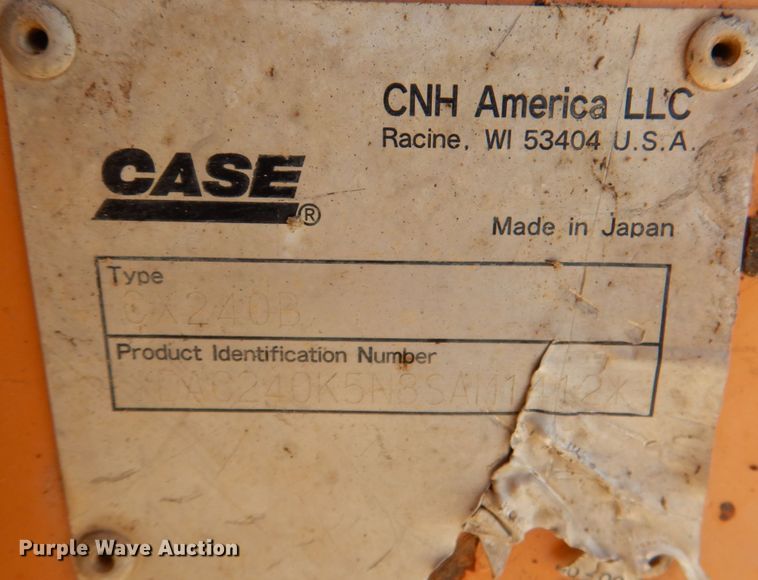 CNH America LLC
Racine, WI 53404 U.S.A.
CASE
®
Made in Japan
Type
CX240B
Product Identification Number
Purple Wave Auction